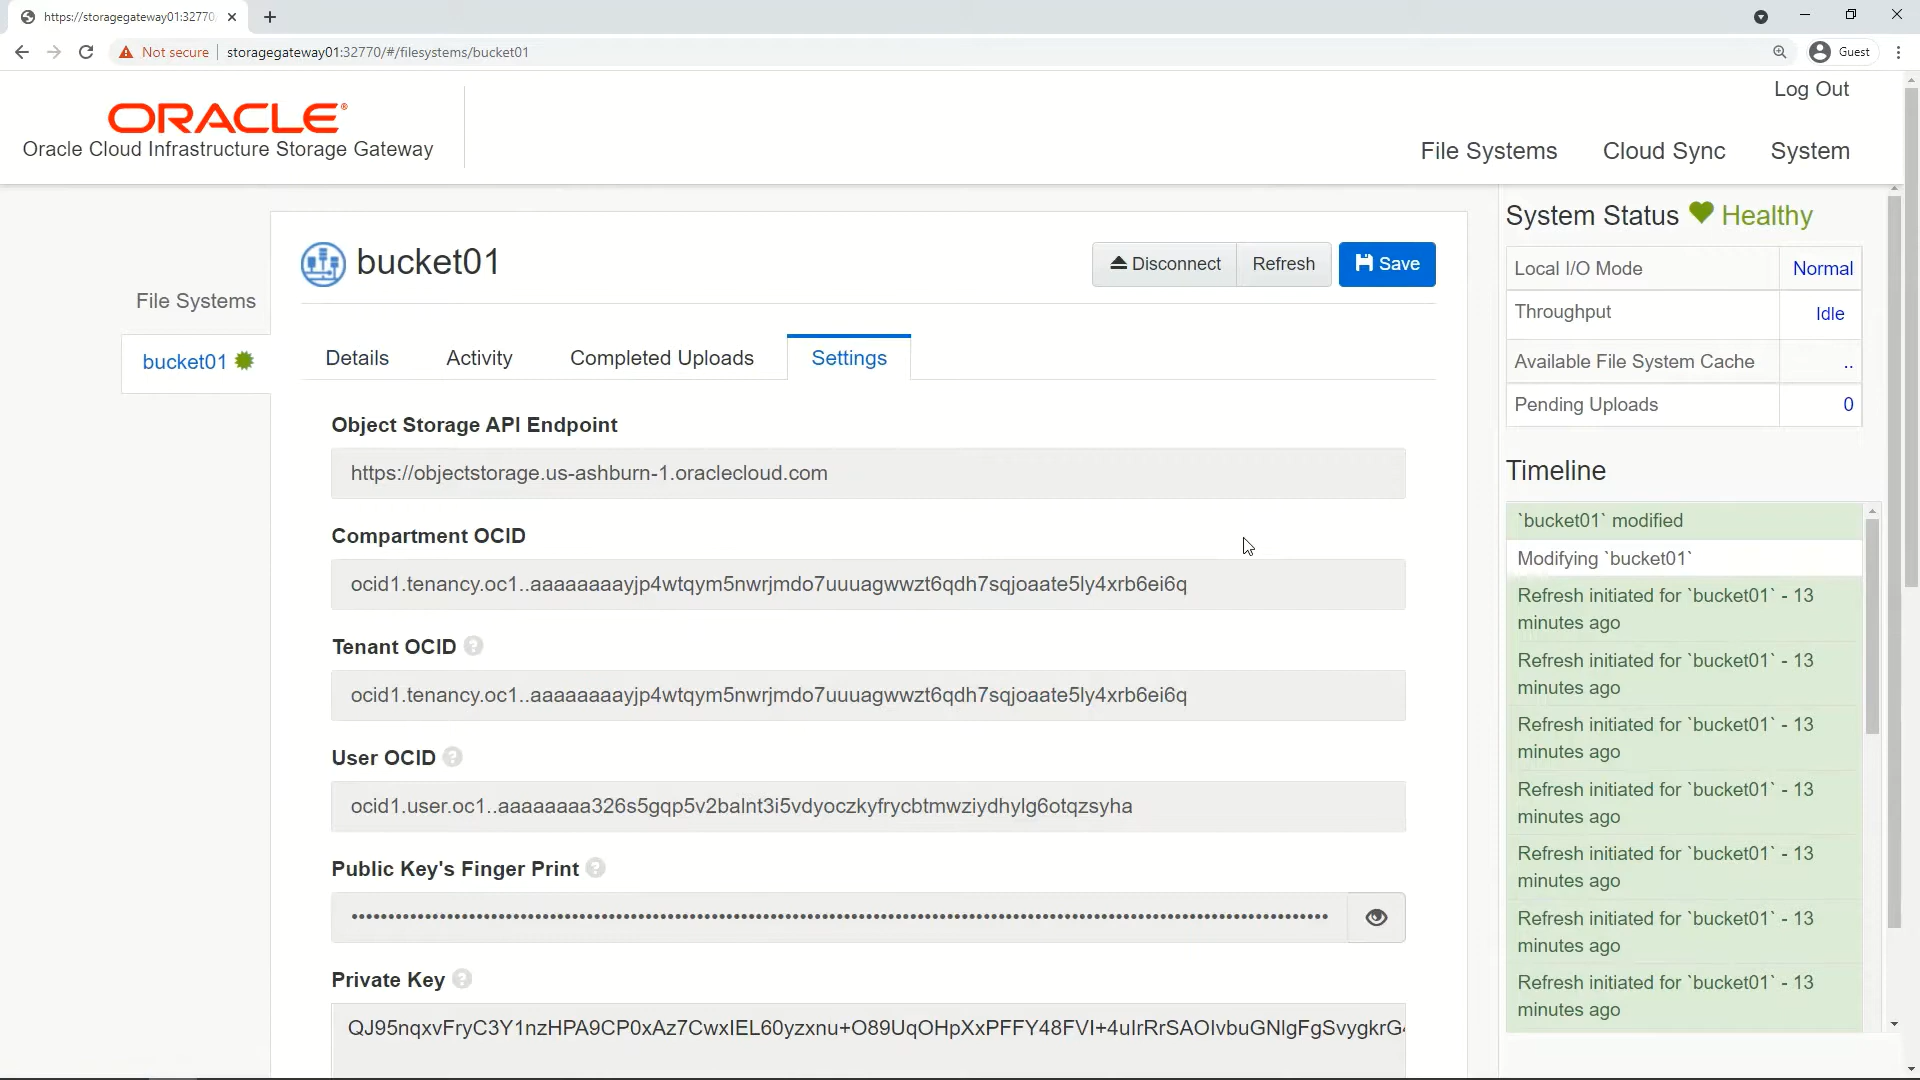 https://storagegateway01:32770
Not secure
storagegateway01:32770/#/filesystems/bucket01
Guest
Log Out
ORACLE
Oracle Cloud Infrastructure Storage Gateway
File Systems
Cloud Sync
System
File Systems
bucket01
bucket01
Disconnect
Refresh
Save
Details
Activity
Completed Uploads
Settings
Object Storage API Endpoint
https://objectstorage.us-ashburn-1.oraclecloud.com
Compartment OCID
ocid1.tenancy.oc1..aaaaaaaayjp4wtqym5nwrjmdo7uuuagwwzt6qdh7sqjoaate5ly4xrb6ei6q
Tenant OCID
ocid1.tenancy.oc1..aaaaaaaayjp4wtqym5nwrjmdo7uuuagwwzt6qdh7sqjoaate5ly4xrb6ei6q
User OCID
ocid1.user.oc1..aaaaaaaa326s5gqp5v2balnt3i5vdyoczkyfrycbtmwziydhylg6otqzsyha
Public Key's Finger Print
Private Key
QJ95nqxvFryC3Y1nzHPA9CP0xAz7CwxIEL60yzxnu+O89UqOHpXxPFFY48FVI+4uIrRrSAOIvbuGNlgFgSvygkrG
System Status Healthy
Local I/O Mode Normal
Throughput Idle
Available File System Cache ..
Pending Uploads 0
Timeline
`bucket01` modified
Modifying `bucket01`
Refresh initiated for `bucket01` - 13
minutes ago
Refresh initiated for `bucket01` - 13
minutes ago
Refresh initiated for `bucket01` - 13
minutes ago
Refresh initiated for `bucket01` - 13
minutes ago
Refresh initiated for `bucket01` - 13
minutes ago
Refresh initiated for `bucket01` - 13
minutes ago
Refresh initiated for `bucket01` - 13
minutes ago